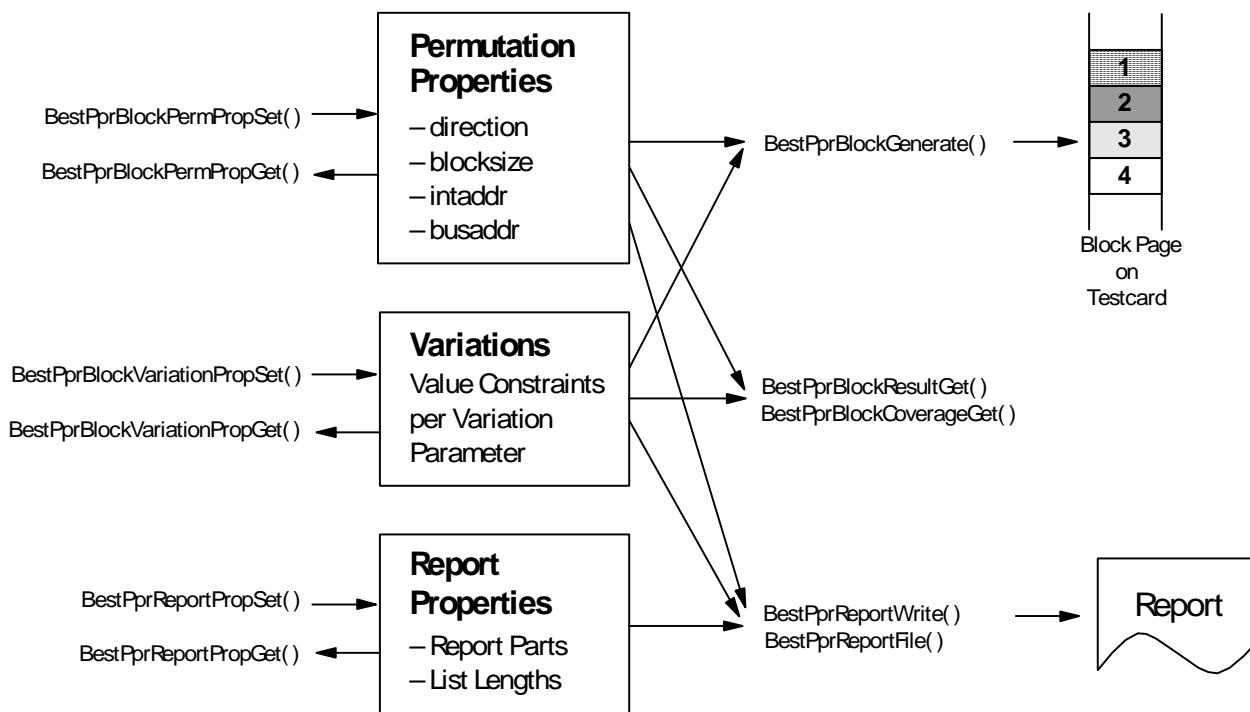 Permutation
Properties
– direction
– blocksize
– intaddr
– busaddr
BestPprBlockPermPropSet( )
BestPprBlockPermPropGet( )
BestPprBlockGenerate( )
1
2
3
4
Block Page
on
Testcard
Variations
Value Constraints
per Variation
Parameter
BestPprBlockVariationPropSet( )
BestPprBlockVariationPropGet( )
BestPprBlockResultGet( )
BestPprBlockCoverageGet( )
Report
Properties
– Report Parts
– List Lengths
BestPprReportPropSet( )
BestPprReportPropGet( )
BestPprReportWrite( )
BestPprReportFile( )
Report